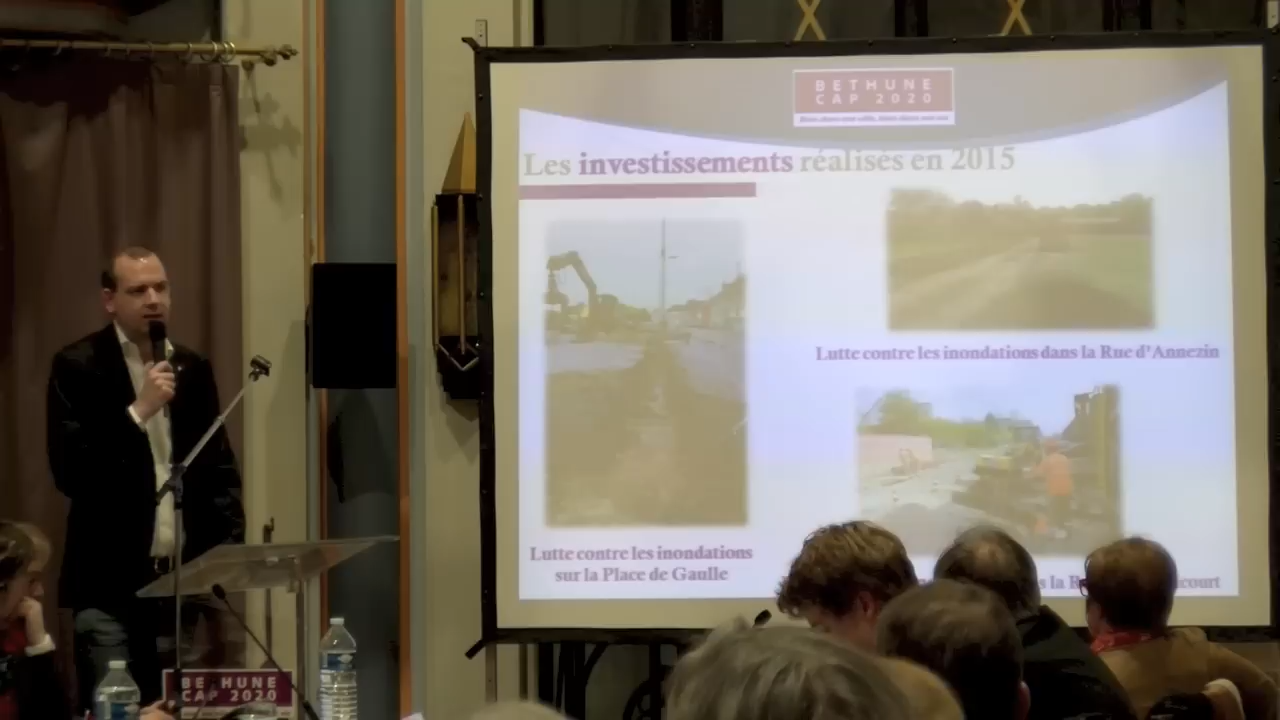 BETHUNE
CAP 2020
Les investissements réalisés en 2015
Lutte contre les inondations dans la Rue d'Annezin
Lutte contre les inondations
sur la Place de Gaulle
court
BETHUNE
CAP 2020